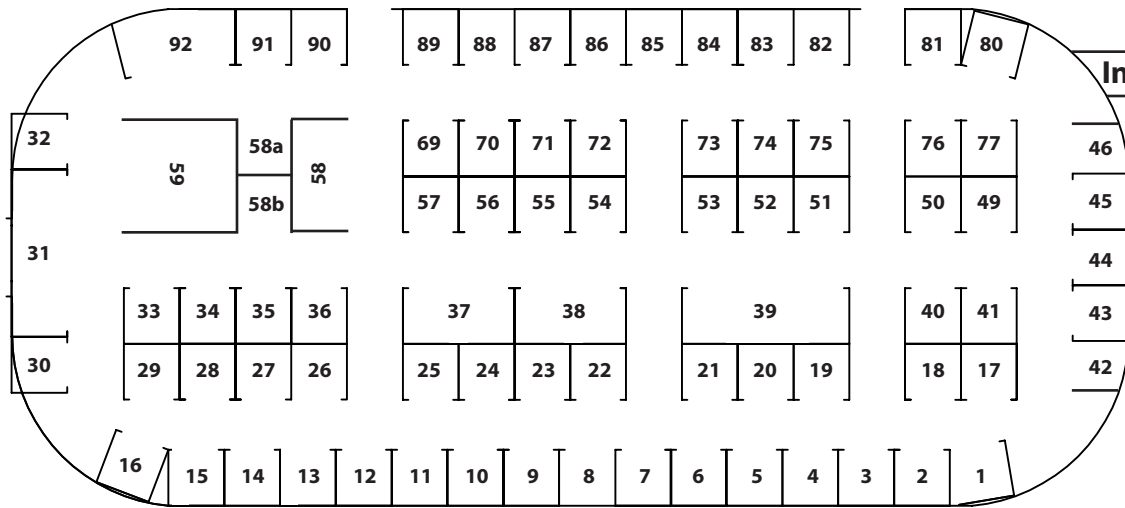 92 91 90 89 88 87 86 85 84 83 82 81 80
In
32 58a 69 70 71 72 73 74 75 76 77 46
59 58
58b 57 56 55 54 53 52 51 50 49 45
31 44
33 34 35 36 37 38 39 40 41 43
30 29 28 27 26 25 24 23 22 21 20 19 18 17 42
16 15 14 13 12 11 10 9 8 7 6 5 4 3 2 1